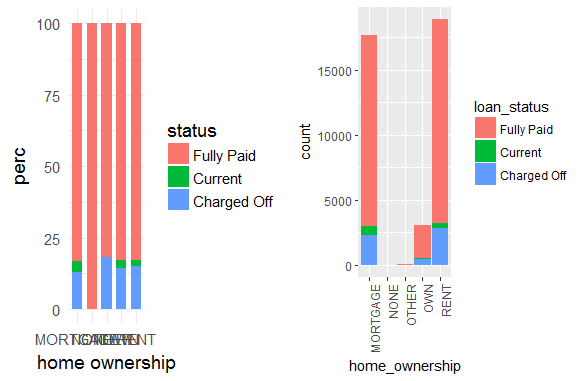 100
75
50
25
0
perc
home ownership
status
Fully Paid
Current
Charged Off
15000
10000
5000
0
count
MORTGAGE
NONE
OTHER
OWN
RENT
home_ownership
loan_status
Fully Paid
Current
Charged Off